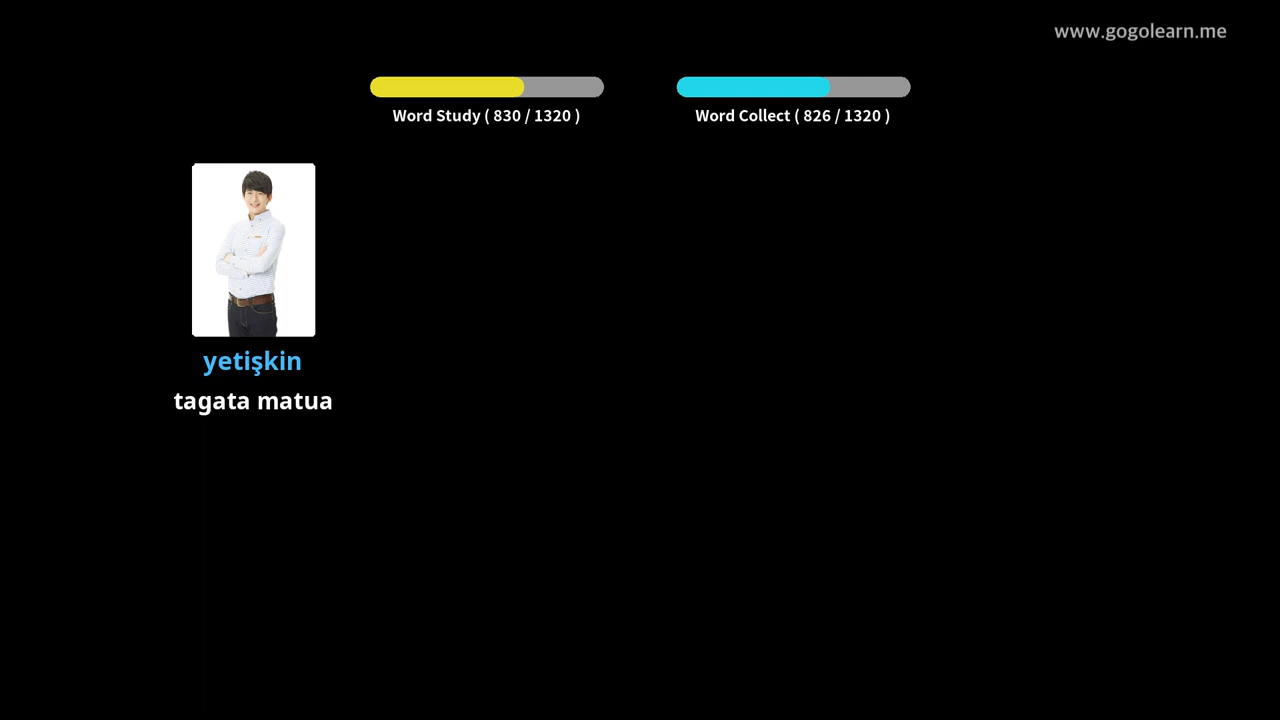 www.gogolearn.me
Word Study ( 830 / 1320 )
Word Collect ( 826 / 1320 )
yetişkin
tagata matua